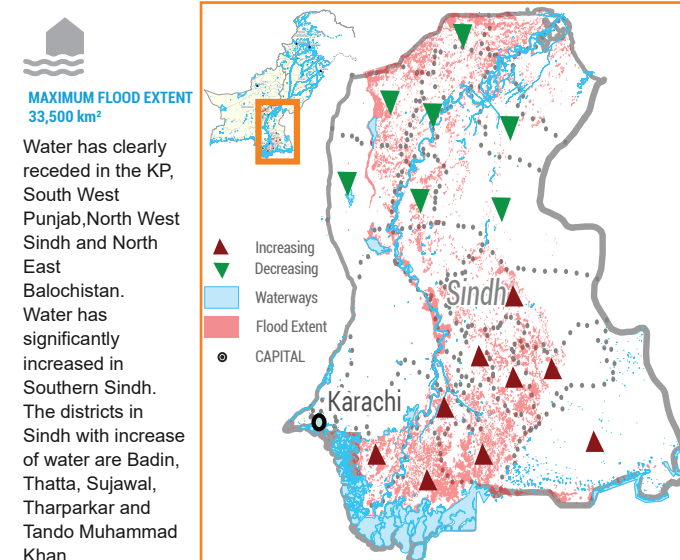 MAXIMUM FLOOD EXTENT
33,500 km²
Water has clearly
receded in the KP,
South West
Punjab,North West
Sindh and North
East
Balochistan.
Water has
significantly
increased in
Southern Sindh.
The districts in
Sindh with increase
of water are Badin,
Thatta, Sujawal,
Tharparkar and
Tando Muhammad
Khan
Increasing
Decreasing
Waterways
Flood Extent
CAPITAL
Sindh
Karachi